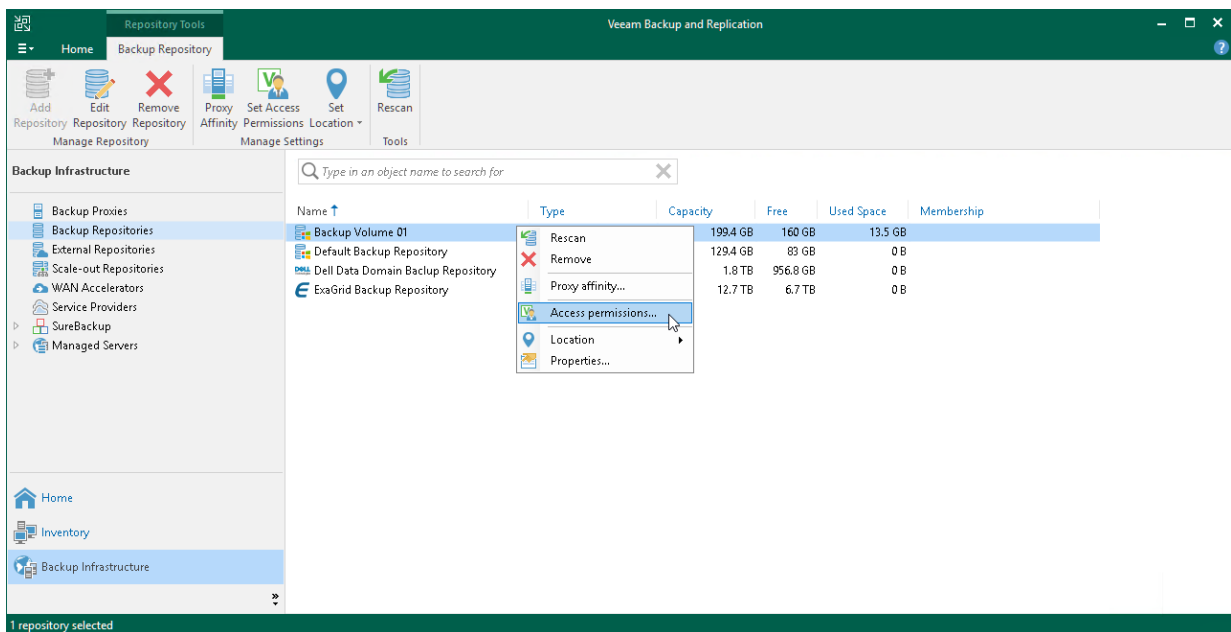 Repository Tools
Veeam Backup and Replication
Home
Backup Repository
Add Repository
Edit Repository
Remove Repository
Proxy Affinity
Set Access Permissions
Set Location
Rescan
Manage Repository
Manage Settings
Tools
Backup Infrastructure
Type in an object name to search for
Backup Proxies
Backup Repositories
External Repositories
Scale-out Repositories
WAN Accelerators
Service Providers
SureBackup
Managed Servers
Name Type Capacity Free Used Space Membership
Backup Volume 01 199.4 GB 160 GB 13.5 GB
Default Backup Repository 129.4 GB 83 GB 0 B
DELL Dell Data Domain Baclup Repository 1.8 TB 956.8 GB 0 B
ExaGrid Backup Repository 12.7 TB 6.7 TB 0 B
Rescan
Remove
Proxy affinity...
Access permissions...
Location
Properties...
Home
Inventory
Backup Infrastructure
1 repository selected